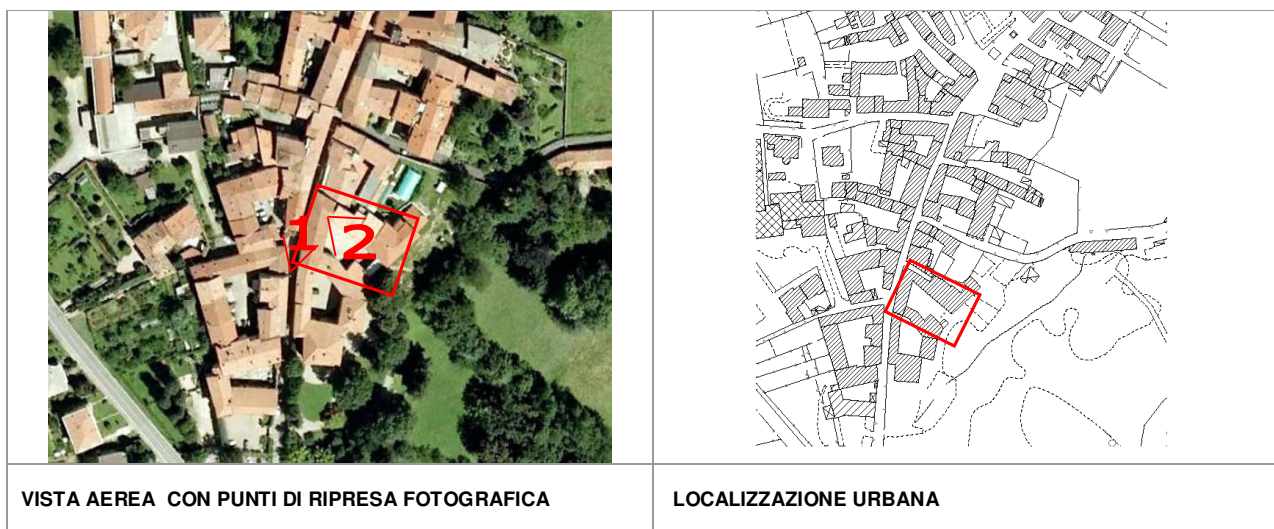 1
2
VISTA AEREA CON PUNTI DI RIPRESA FOTOGRAFICA
LOCALIZZAZIONE URBANA